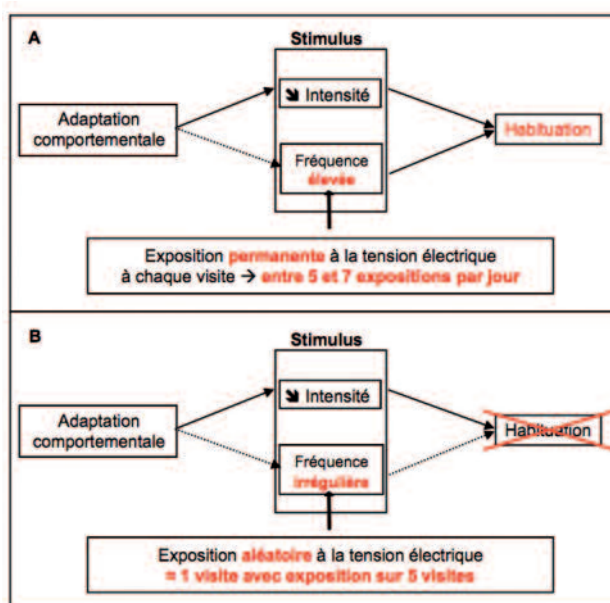 A
Stimulus
Adaptation
comportementale
➘ Intensité
Fréquence
élevée
Habituation
Exposition permanente à la tension électrique
à chaque visite → entre 5 et 7 expositions par jour
B
Stimulus
Adaptation
comportementale
➘ Intensité
Fréquence
irrégulière
Habituation
Exposition aléatoire à la tension électrique
= 1 visite avec exposition sur 5 visites